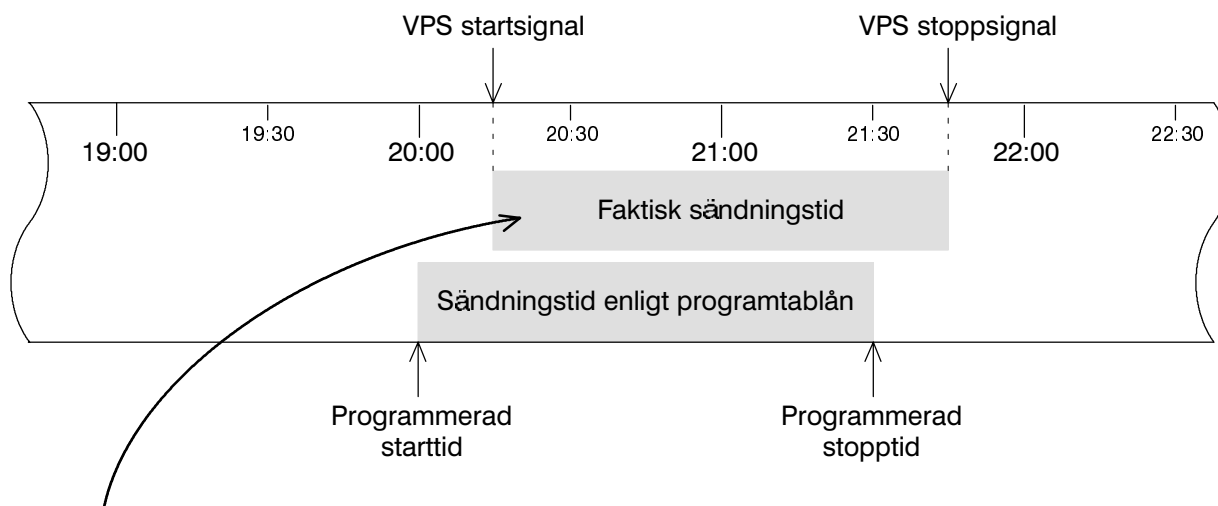 VPS startsignal
VPS stoppsignal
19:00
19:30
20:00
20:30
21:00
21:30
22:00
22:30
Faktisk sändningstid
Sändningstid enligt programtablån
Programmerad
starttid
Programmerad
stopptid